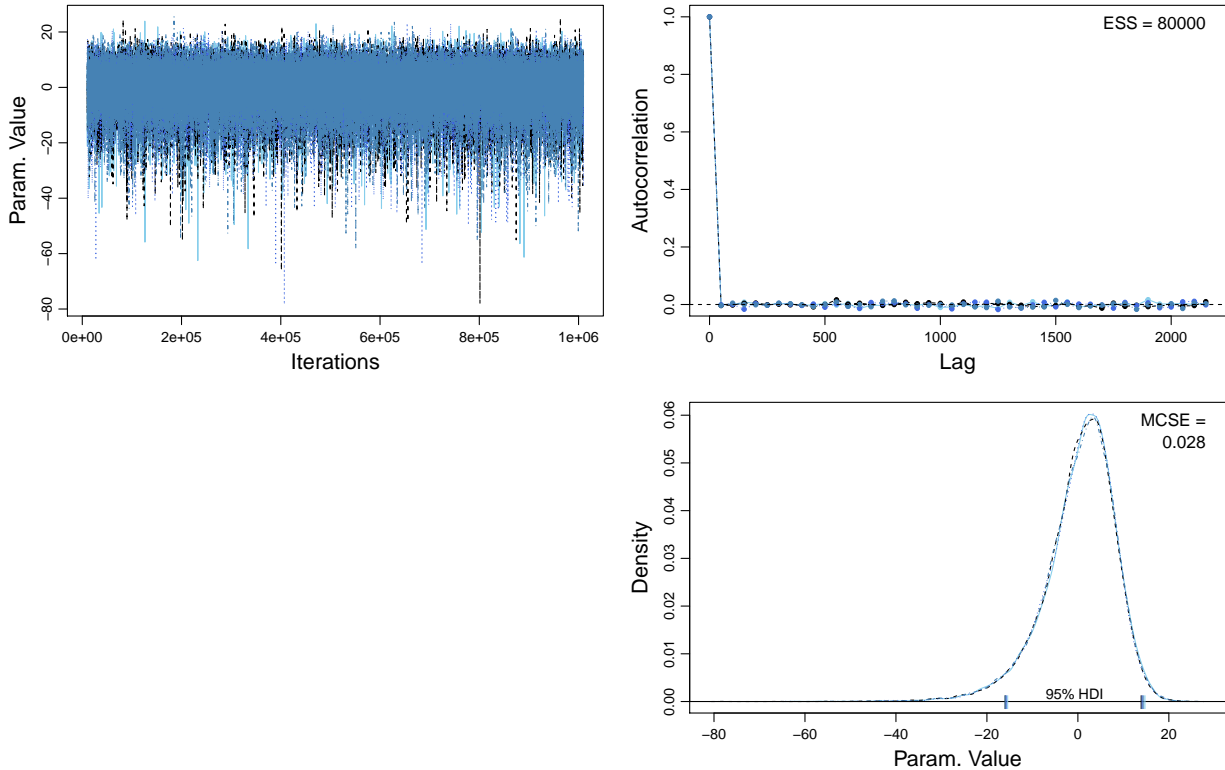 20
0
−20
−40
−60
−80
Param. Value
0e+00 2e+05 4e+05 6e+05 8e+05 1e+06
Iterations
ESS = 80000
1.0
0.8
0.6
0.4
0.2
0.0
Autocorrelation
0 500 1000 1500 2000
Lag
MCSE =
0.028
0.06
0.05
0.04
0.03
0.02
0.01
0.00
Density
95% HDI
−80 −60 −40 −20 0 20
Param. Value